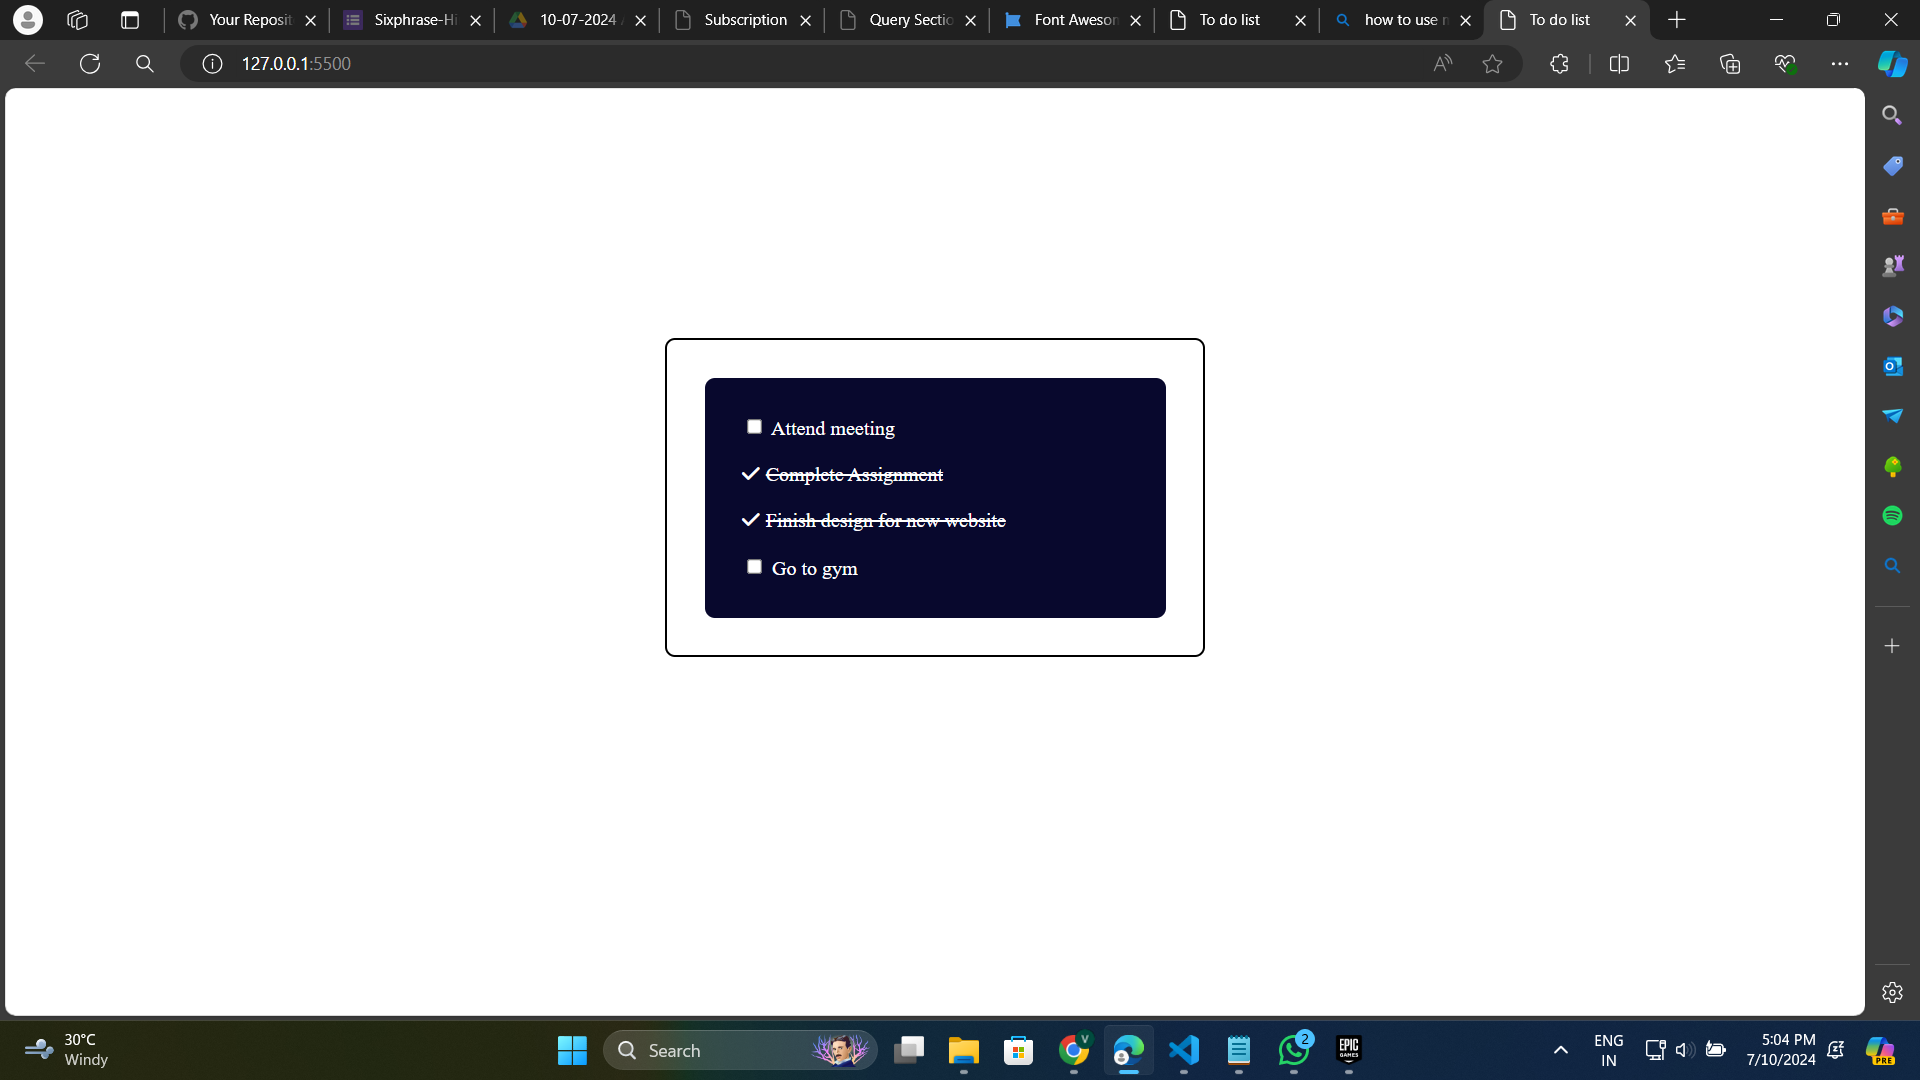 Your Reposit
Sixphrase-Hi
10-07-2024
Subscription
Query Sectio
Font Aweson
To do list
how to use n
To do list
127.0.0.1:5500
Attend meeting
Complete Assignment
Finish design for new website
Go to gym
30°C
Windy
Search
V
2
EPIC
GAMES
ENG
IN
5:04 PM
7/10/2024
PRE